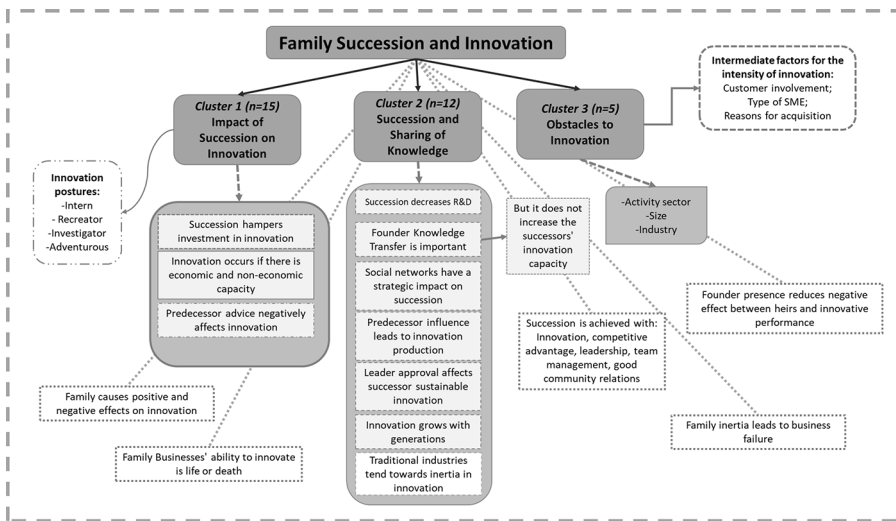 Family Succession and Innovation
Cluster 1 (n=15)
Impact of
Succession on
Innovation
Cluster 2 (n=12)
Succession and
Sharing of
Knowledge
Cluster 3 (n=5)
Obstacles to
Innovation
Intermediate factors for the
intensity of innovation:
Customer involvement;
Type of SME;
Reasons for acquisition
Innovation
postures:
-Intern
- Recreator
-Investigator
-Adventurous
Succession hampers
investment in innovation
Innovation occurs if there is
economic and non-economic
capacity
Predecessor advice negatively
affects innovation
Succession decreases R&D
Founder Knowledge
Transfer is important
Social networks have a
strategic impact on
succession
Predecessor influence
leads to innovation
production
Leader approval affects
successor sustainable
innovation
Innovation grows with
generations
Traditional industries
tend towards inertia in
innovation
But it does not
increase the
successors'
innovation
capacity
-Activity sector
-Size
-Industry
Founder presence reduces negative
effect between heirs and innovative
performance
Succession is achieved with:
Innovation, competitive
advantage, leadership, team
management, good
community relations
Family causes positive and
negative effects on innovation
Family Businesses' ability to innovate
is life or death
Family inertia leads to business
failure